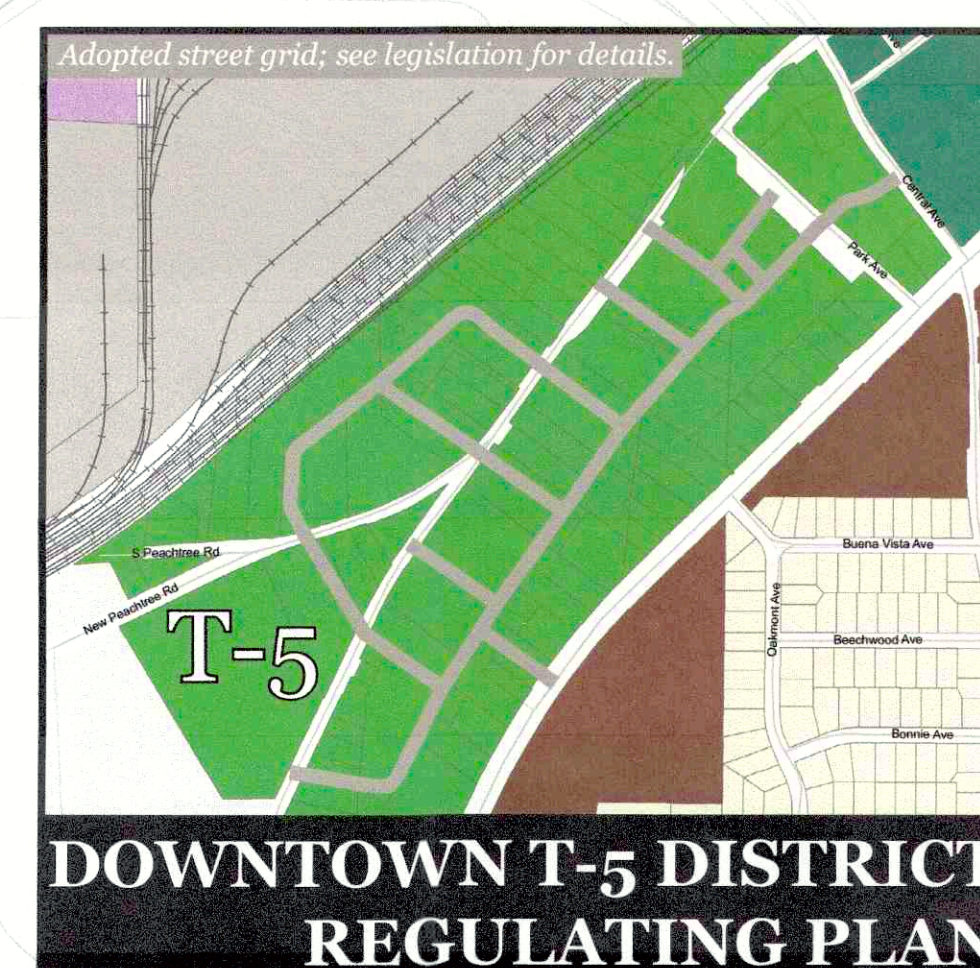 Adopted street grid; see legislation for details.
Ave
Central Ave
Park Ave
S Peachtree Rd
New Peachtree Rd
T-5
Buena Vista Ave
Oakmont Ave
Beechwood Ave
Bonnie Ave
DOWNTOWN T-5 DISTRICT
REGULATING PLAN